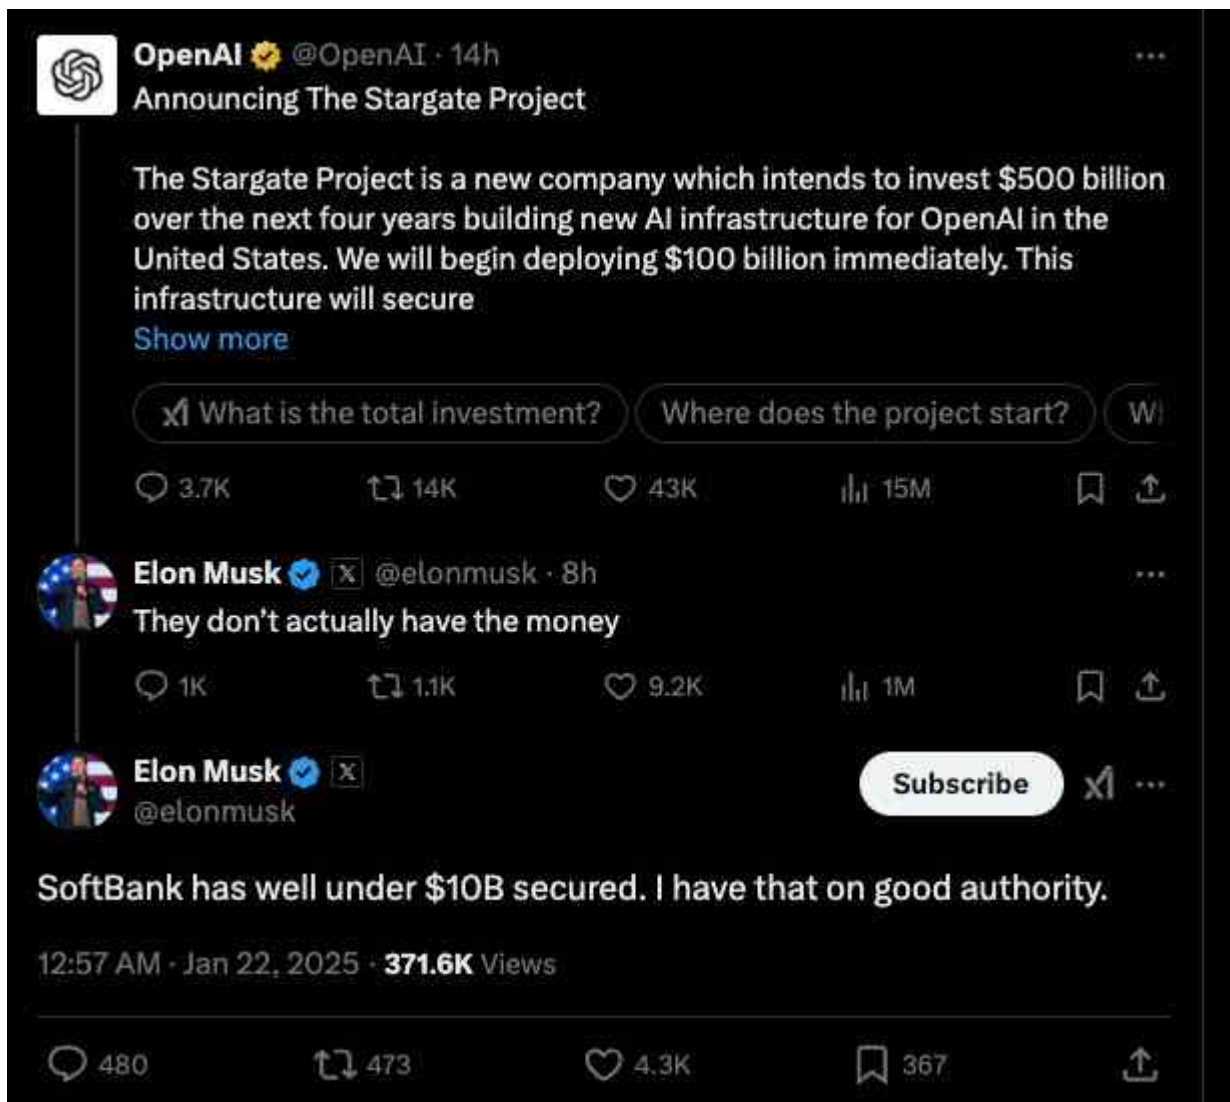 OpenAI @OpenAI · 14h
Announcing The Stargate Project
The Stargate Project is a new company which intends to invest $500 billion
over the next four years building new AI infrastructure for OpenAI in the
United States. We will begin deploying $100 billion immediately. This
infrastructure will secure
Show more
What is the total investment? Where does the project start?
3.7K 14K 43K 15M
Elon Musk @elonmusk · 8h
They don’t actually have the money
1K 1.1K 9.2K 1M
Elon Musk
@elonmusk
Subscribe
SoftBank has well under $10B secured. I have that on good authority.
12:57 AM · Jan 22, 2025 · 371.6K Views
480 473 4.3K 367